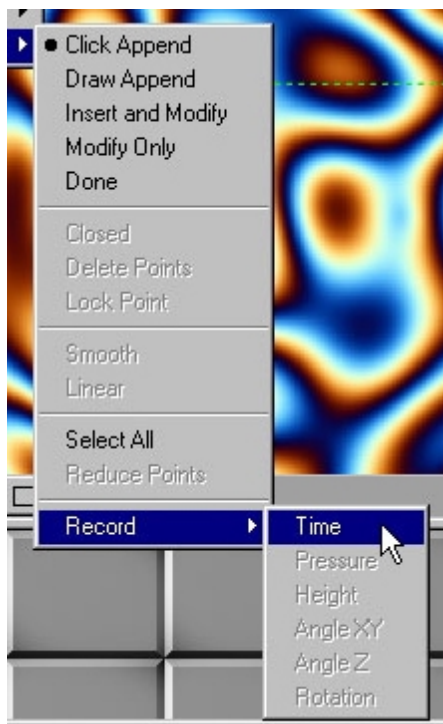 Click Append
Draw Append
Insert and Modify
Modify Only
Done
Closed
Delete Points
Lock Point
Smooth
Linear
Select All
Reduce Points
Record
Time
Pressure
Height
Angle XY
Angle Z
Rotation